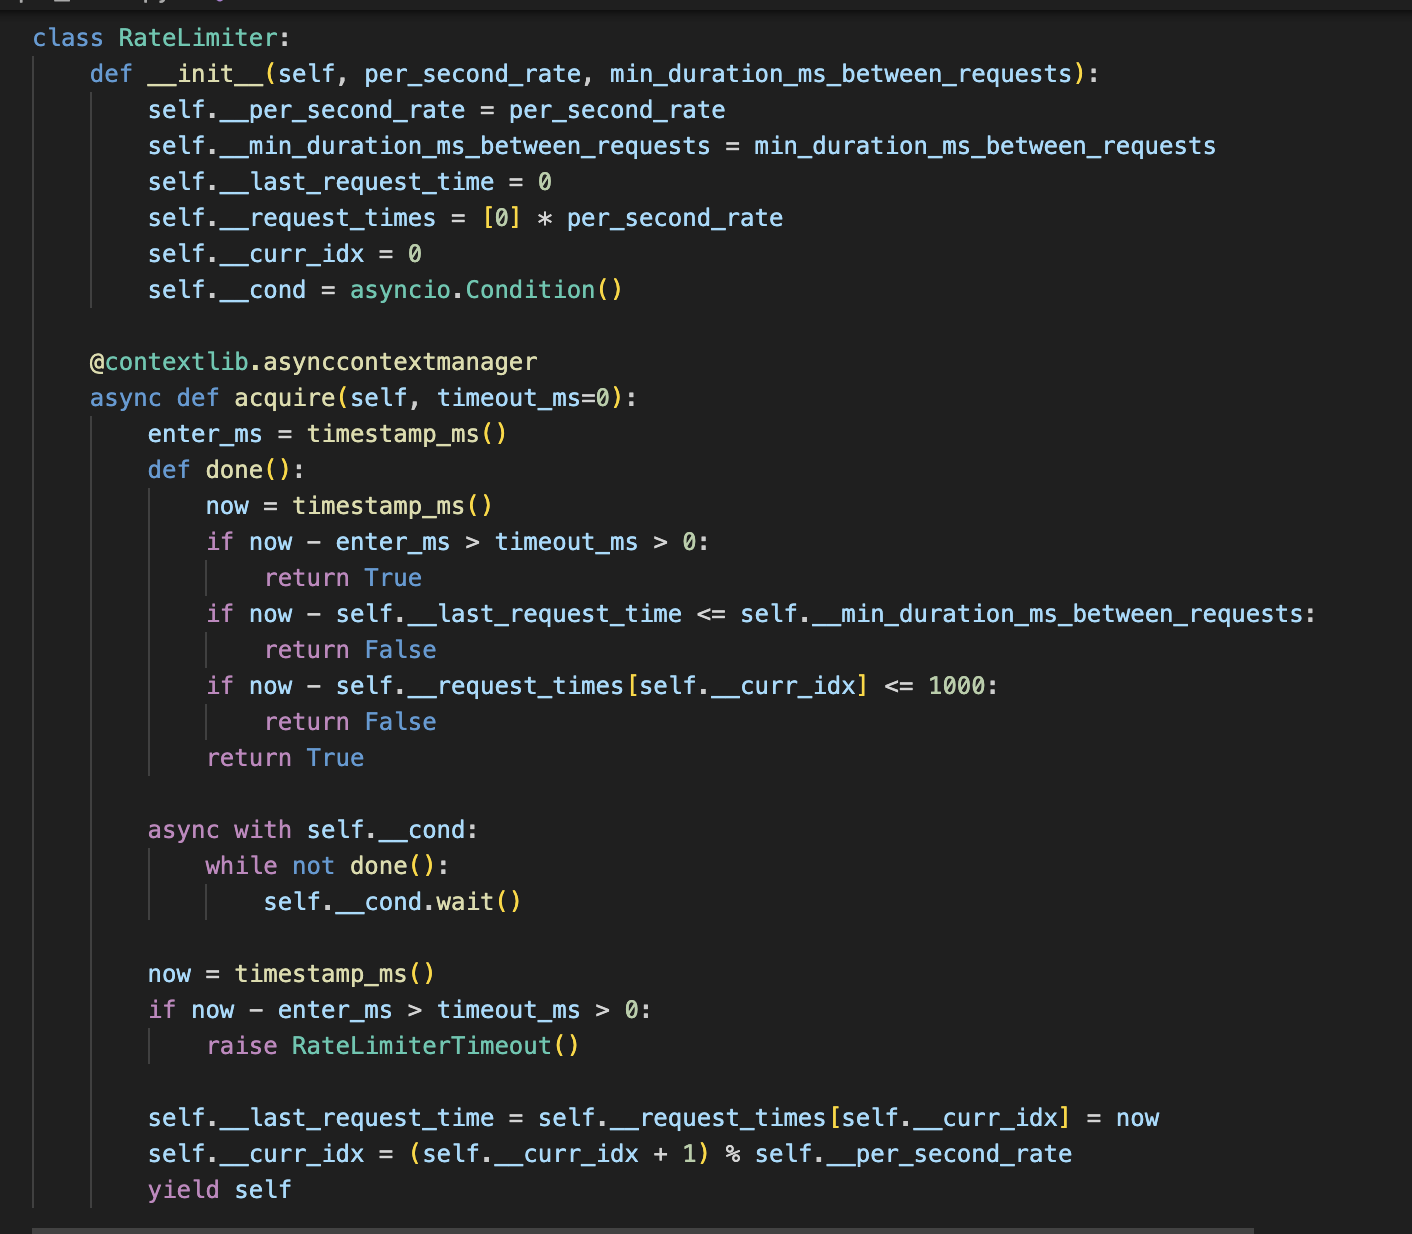 class RateLimiter:
    def __init__(self, per_second_rate, min_duration_ms_between_requests):
        self.__per_second_rate = per_second_rate
        self.__min_duration_ms_between_requests = min_duration_ms_between_requests
        self.__last_request_time = 0
        self.__request_times = [0] * per_second_rate
        self.__curr_idx = 0
        self.__cond = asyncio.Condition()

    @contextlib.asynccontextmanager
    async def acquire(self, timeout_ms=0):
        enter_ms = timestamp_ms()
        def done():
            now = timestamp_ms()
            if now - enter_ms > timeout_ms > 0:
                return True
            if now - self.__last_request_time <= self.__min_duration_ms_between_requests:
                return False
            if now - self.__request_times[self.__curr_idx] <= 1000:
                return False
            return True

        async with self.__cond:
            while not done():
                self.__cond.wait()

        now = timestamp_ms()
        if now - enter_ms > timeout_ms > 0:
            raise RateLimiterTimeout()

        self.__last_request_time = self.__request_times[self.__curr_idx] = now
        self.__curr_idx = (self.__curr_idx + 1) % self.__per_second_rate
        yield self